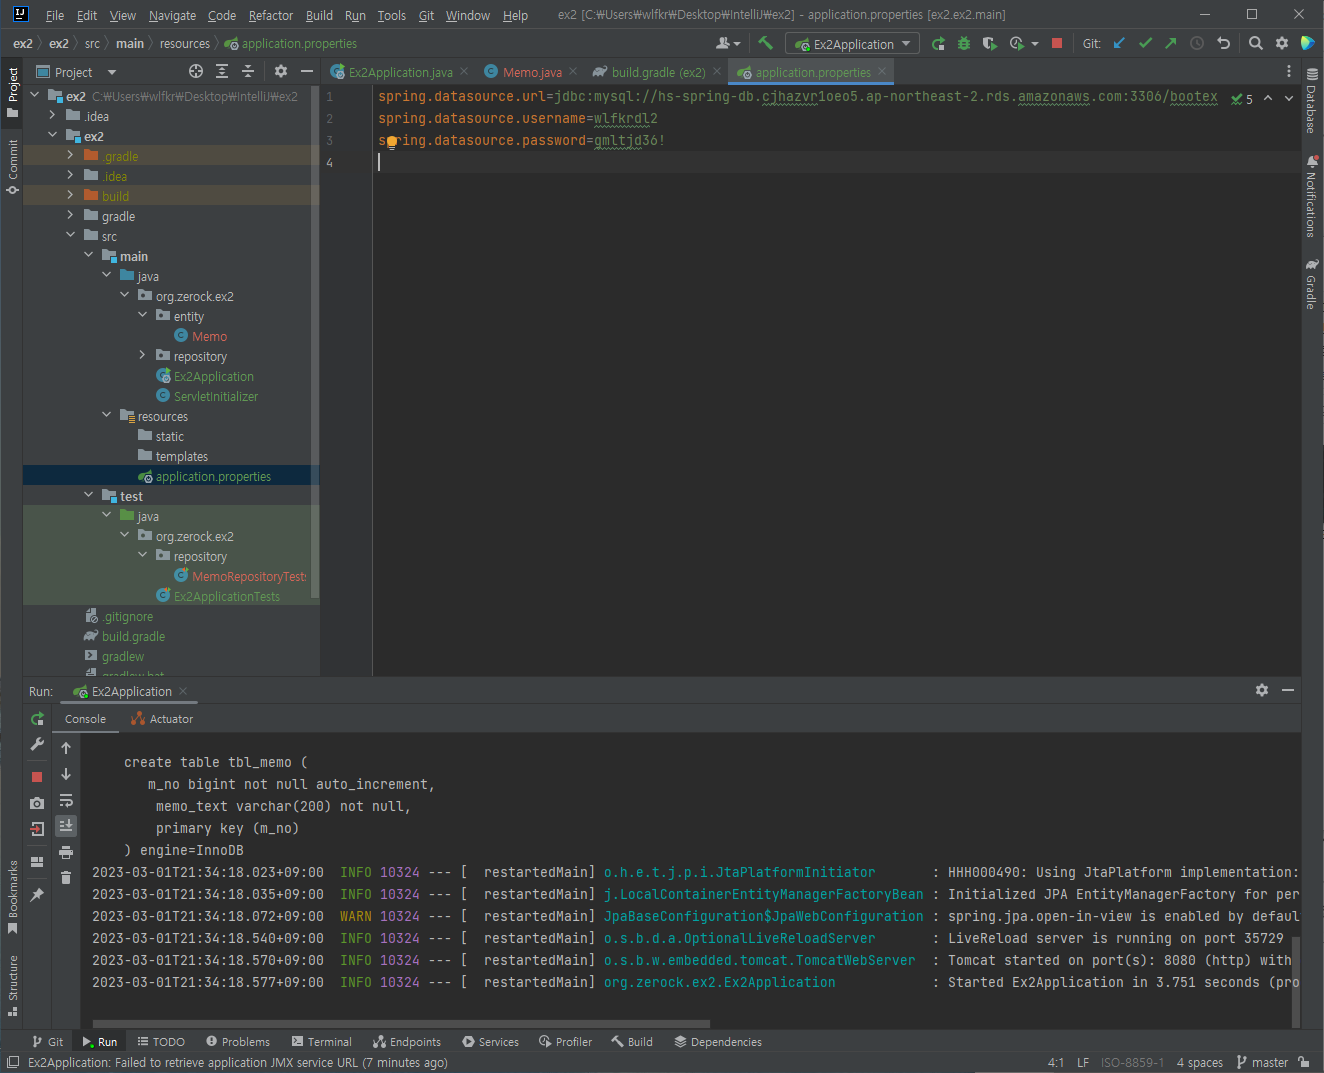 File Edit View Navigate Code Refactor Build Run Tools Git Window Help ex2 [C:₩Users₩wlfkr₩Desktop₩IntelliJ₩ex2] - application.properties [ex2.ex2.main]
ex2 ex2 src main resources application.properties Ex2Application Git:
Project Ex2Application.java Memo.java build.gradle (ex2) application.properties
ex2 C:₩Users₩wlfkr₩Desktop₩IntelliJ₩ex2
.idea
ex2
.gradle
.idea
build
gradle
src
main
java
org.zerock.ex2
entity
Memo
repository
Ex2Application
ServletInitializer
resources
static
templates
application.properties
test
java
org.zerock.ex2
repository
MemoRepositoryTests
Ex2ApplicationTests
.gitignore
build.gradle
gradlew
gradlew.bat
1 spring.datasource.url=jdbc:mysql://hs-spring-db.cjhazvr1oeo5.ap-northeast-2.rds.amazonaws.com:3306/bootex 5
2 spring.datasource.username=wlfkrdl2
3 spring.datasource.password=gmltjd36!
4
Project
Commit
Bookmarks
Structure
Database
Notifications
Gradle
Run: Ex2Application
Console Actuator
create table tbl_memo (
m_no bigint not null auto_increment,
memo_text varchar(200) not null,
primary key (m_no)
) engine=InnoDB
2023-03-01T21:34:18.023+09:00 INFO 10324 --- [ restartedMain] o.h.e.t.j.p.i.JtaPlatformInitiator : HHH000490: Using JtaPlatform implementation:
2023-03-01T21:34:18.035+09:00 INFO 10324 --- [ restartedMain] j.LocalContainerEntityManagerFactoryBean : Initialized JPA EntityManagerFactory for per
2023-03-01T21:34:18.072+09:00 WARN 10324 --- [ restartedMain] JpaBaseConfiguration$JpaWebConfiguration : spring.jpa.open-in-view is enabled by defaul
2023-03-01T21:34:18.540+09:00 INFO 10324 --- [ restartedMain] o.s.b.d.a.OptionalLiveReloadServer : LiveReload server is running on port 35729
2023-03-01T21:34:18.570+09:00 INFO 10324 --- [ restartedMain] o.s.b.w.embedded.tomcat.TomcatWebServer : Tomcat started on port(s): 8080 (http) with
2023-03-01T21:34:18.577+09:00 INFO 10324 --- [ restartedMain] org.zerock.ex2.Ex2Application : Started Ex2Application in 3.751 seconds (pro
Git Run TODO Problems Terminal Endpoints Services Profiler Build Dependencies
Ex2Application: Failed to retrieve application JMX service URL (7 minutes ago) 4:1 LF ISO-8859-1 4 spaces master